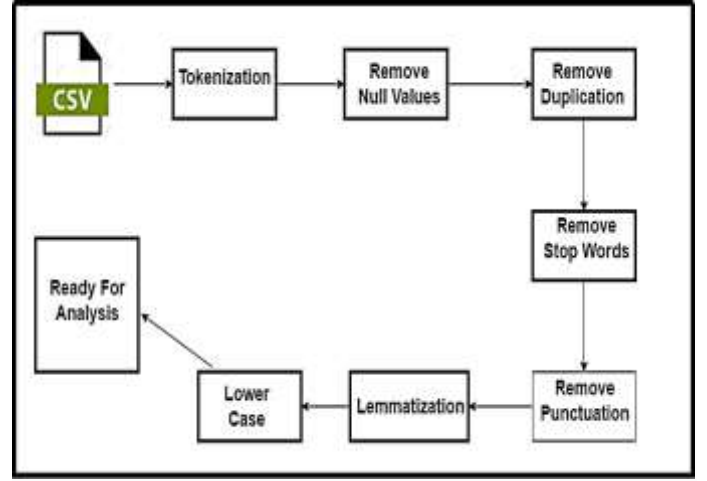 CSV
Tokenization
Remove
Null Values
Remove
Duplication
Remove
Stop Words
Remove
Punctuation
Lemmatization
Lower
Case
Ready For
Analysis